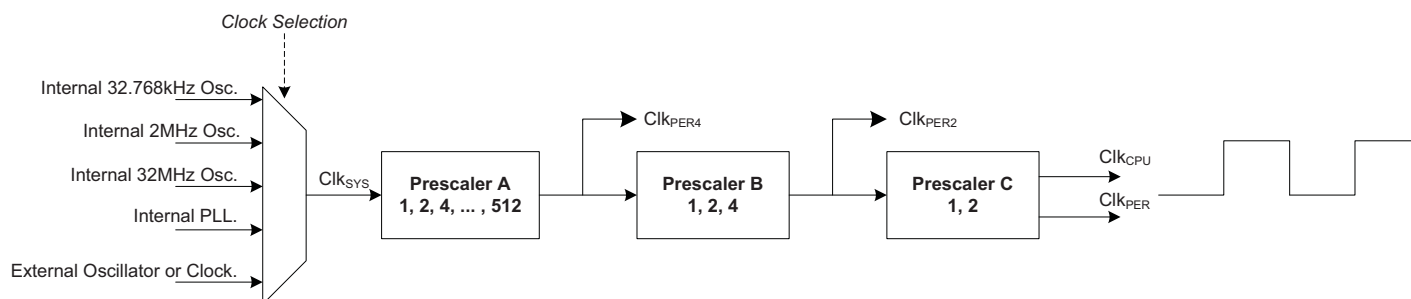 Clock Selection
Internal 32.768kHz Osc.
Internal 2MHz Osc.
Internal 32MHz Osc.
Internal PLL.
External Oscillator or Clock.
ClkSYS
Prescaler A
1, 2, 4, ... , 512
ClkPER4
Prescaler B
1, 2, 4
ClkPER2
Prescaler C
1, 2
ClkCPU
ClkPER